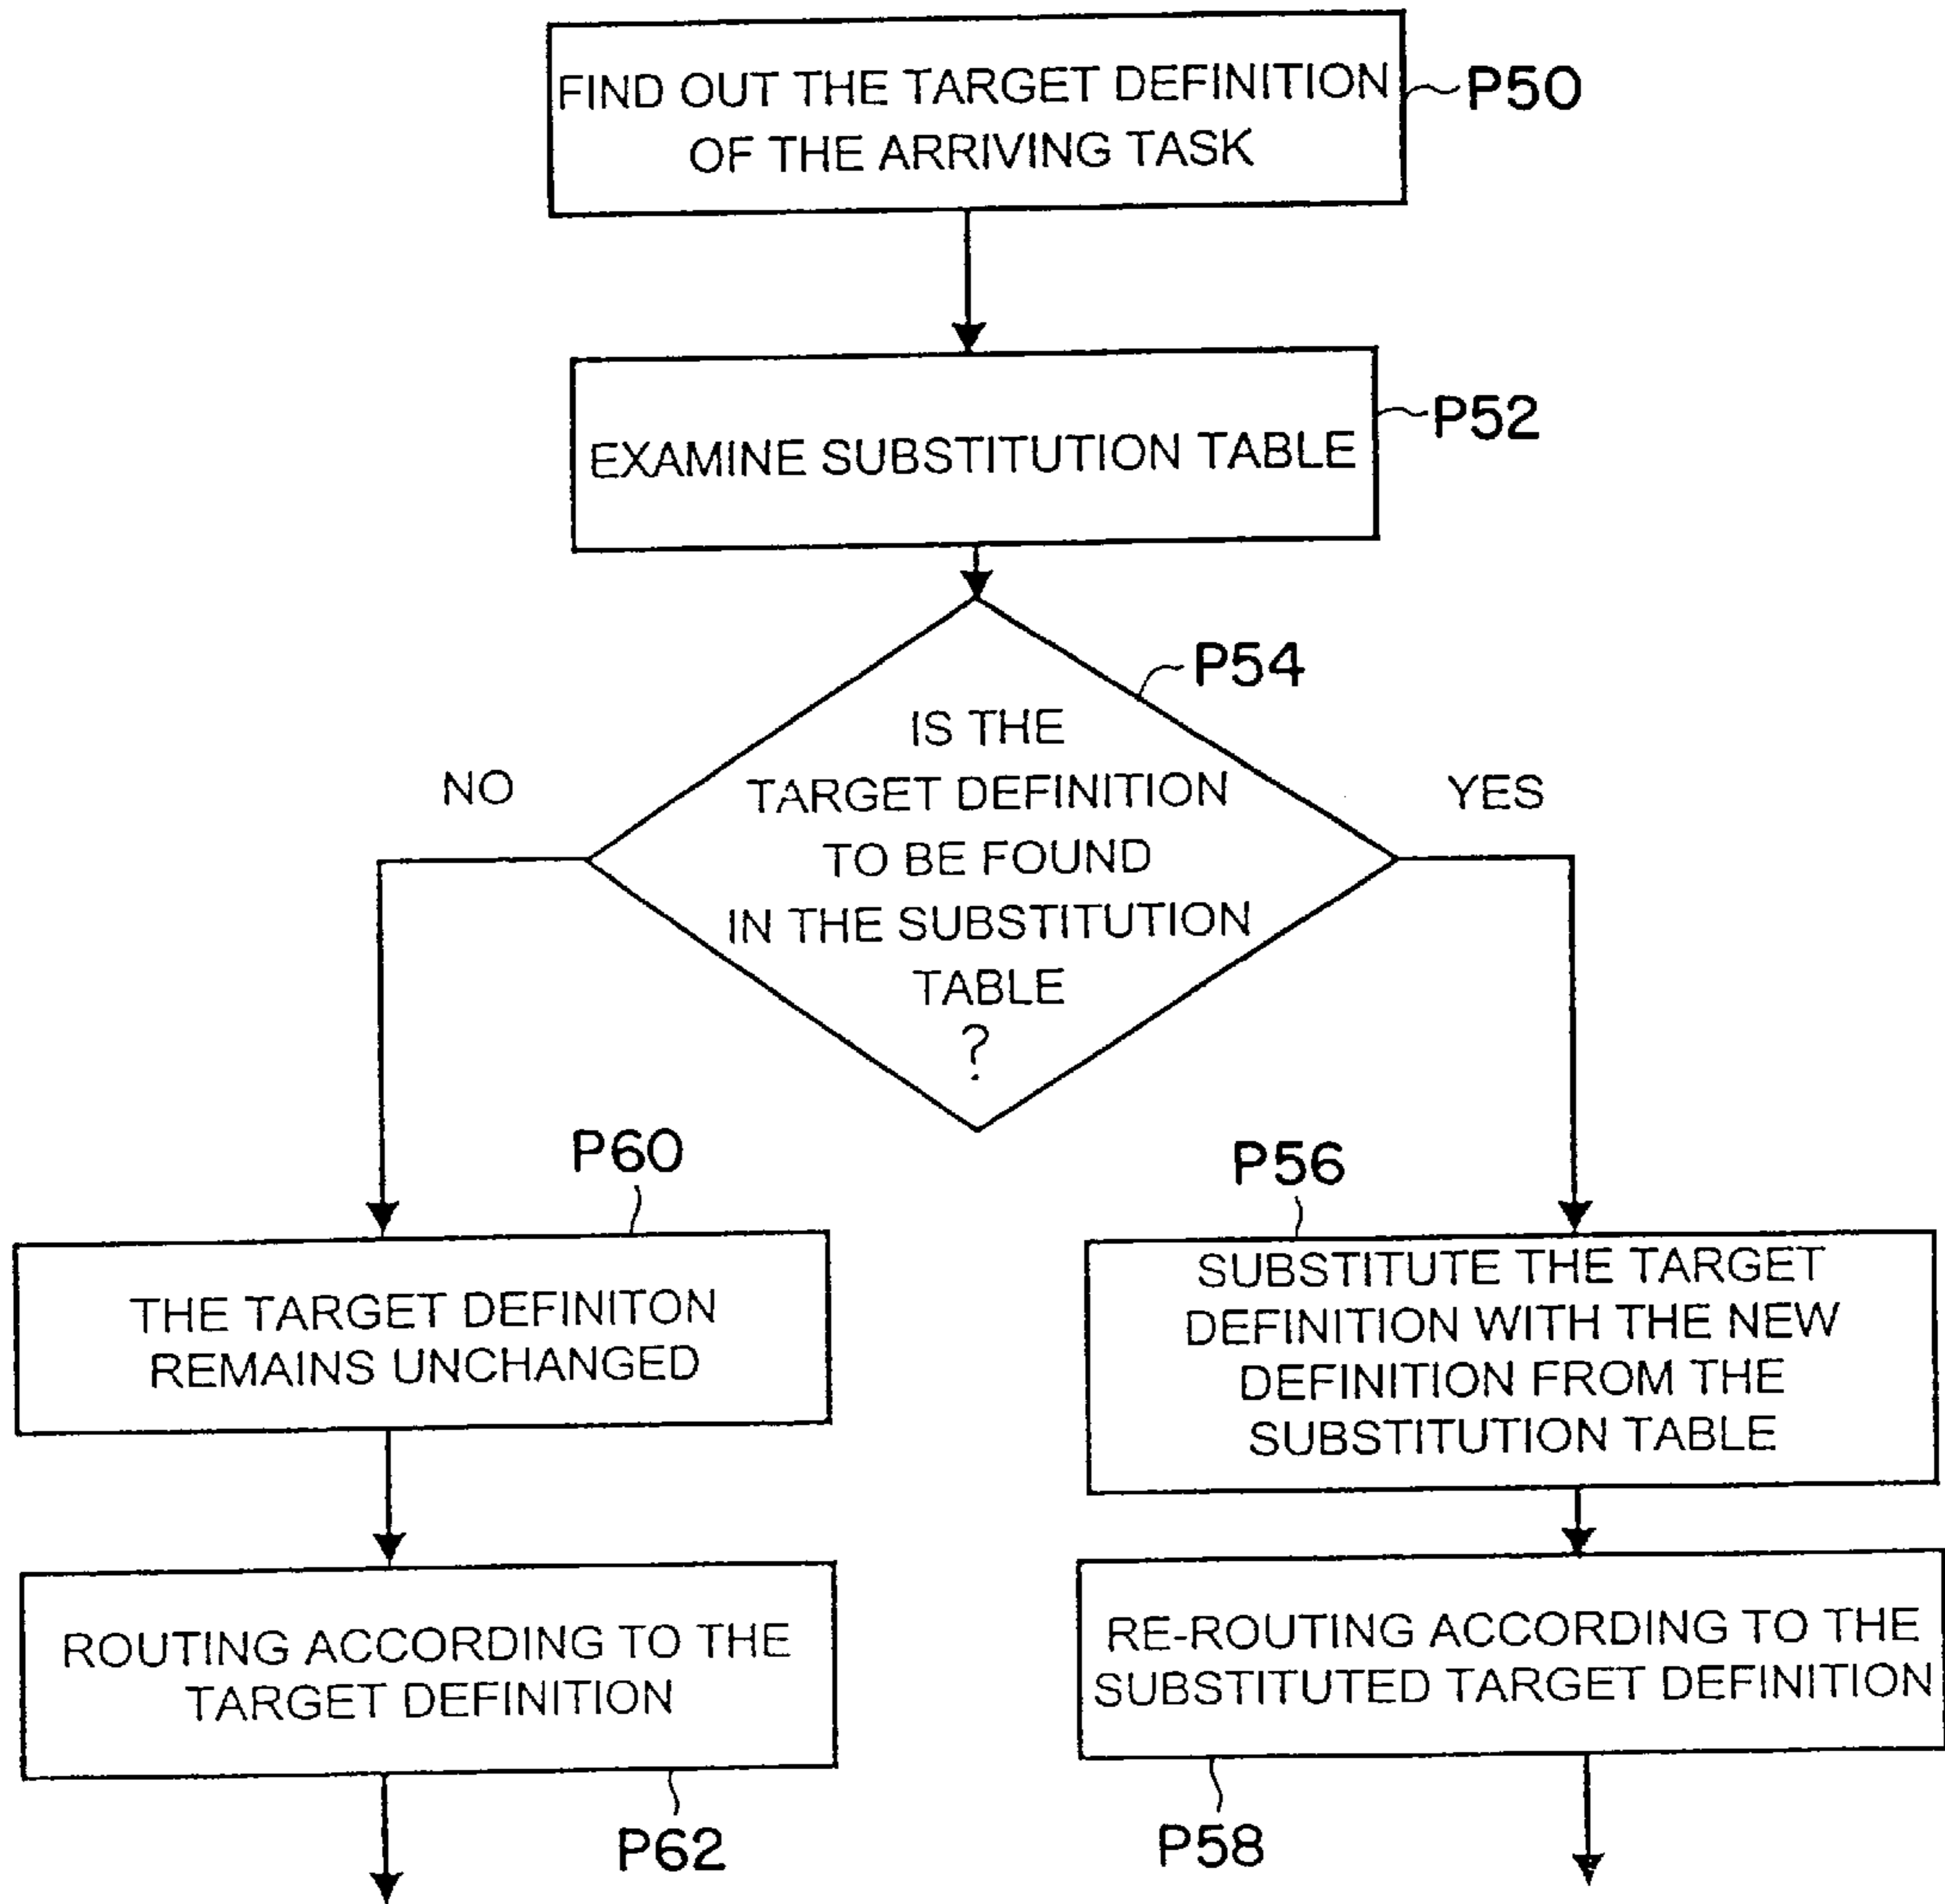 FIND OUT THE TARGET DEFINITION
OF THE ARRIVING TASK
P50
EXAMINE SUBSTITUTION TABLE
P52
P54
IS THE
TARGET DEFINITION
TO BE FOUND
IN THE SUBSTITUTION
TABLE
?
NO
YES
P60
THE TARGET DEFINITON
REMAINS UNCHANGED
P56
SUBSTITUTE THE TARGET
DEFINITION WITH THE NEW
DEFINITION FROM THE
SUBSTITUTION TABLE
ROUTING ACCORDING TO THE
TARGET DEFINITION
P62
RE-ROUTING ACCORDING TO THE
SUBSTITUTED TARGET DEFINITION
P58